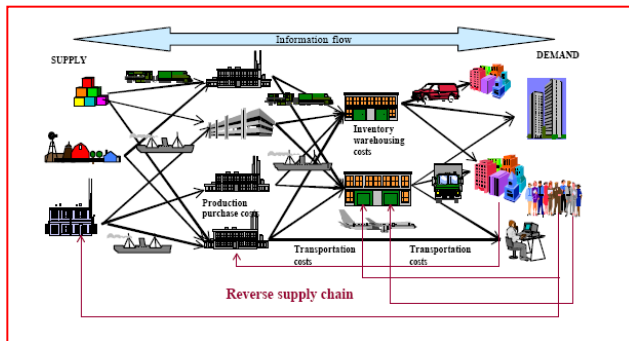 Information flow
SUPPLY
DEMAND
Inventory
warehousing
costs
Production
purchase costs
Transportation
costs
Transportation
costs
Reverse supply chain